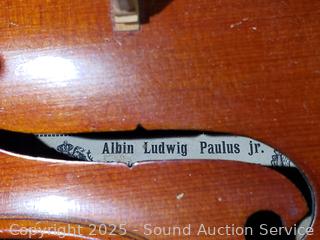 Albin Ludwig Paulus jr.
Copyright 2025 - Sound Auction Service